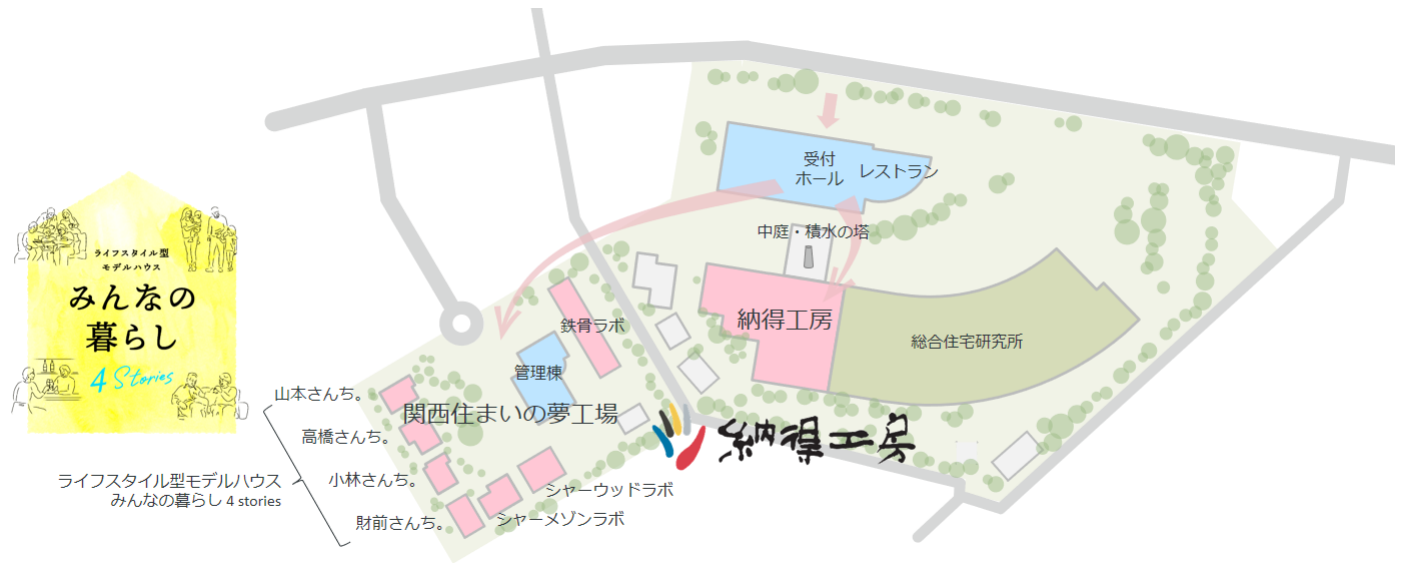 受付
ホール
レストラン
中庭・積水の塔
納得工房
総合住宅研究所
鉄骨ラボ
管理棟
関西住まいの夢工場
納得工房
シャーウッドラボ
シャーメゾンラボ
ライフスタイル型
モデルハウス
みんなの
暮らし
4 Stories
山本さんち。
高橋さんち。
小林さんち。
財前さんち。
ライフスタイル型モデルハウス
みんなの暮らし 4 stories